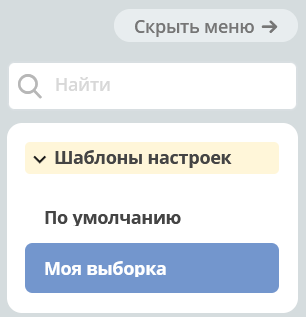 Скрыть меню →
Найти
Шаблоны настроек
По умолчанию
Моя выборка